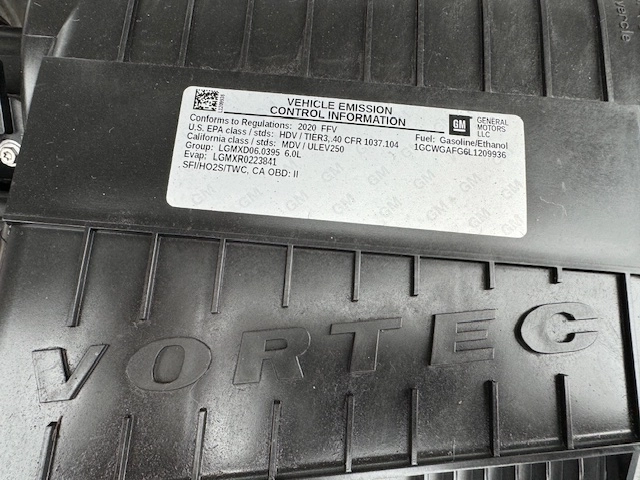 VEHICLE EMISSION
CONTROL INFORMATION
GM
GENERAL
MOTORS
LLC
Conforms to Regulations: 2020 FFV
U.S. EPA class / stds: HDV / TIER3, .40 CFR 1037.104
California class / stds: MDV / ULEV250
Group: LGMXD06.0395 6.0L
Evap: LGMXR0223841
SFI/HO2S/TWC, CA OBD: II
Fuel: Gasoline/Ethanol
1GCWGAFG6L1209936
VORTEC